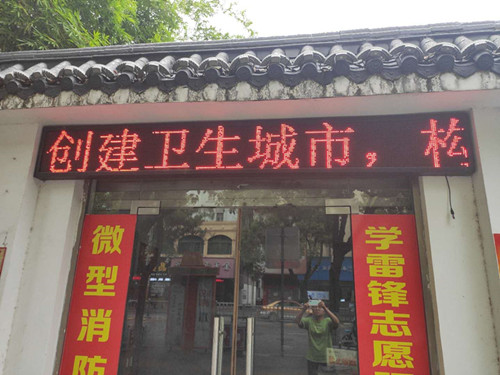 创建卫生城市，松
微型消防
学雷锋志愿